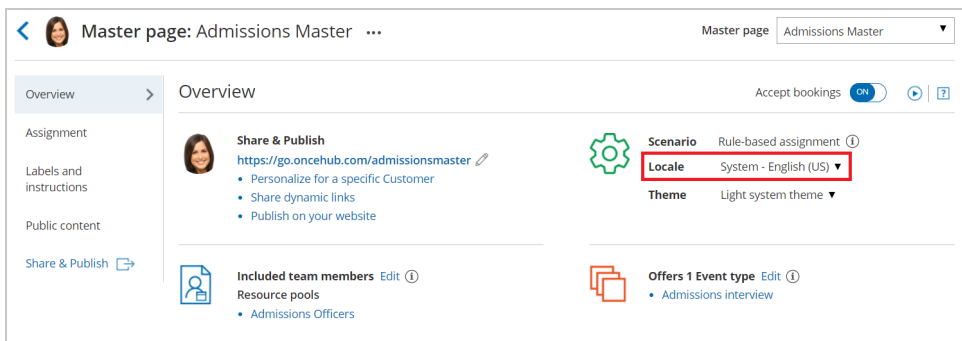 Master page: Admissions Master ...
Master page Admissions Master
Overview
Assignment
Labels and
instructions
Public content
Share & Publish
Overview
Accept bookings ON
Share & Publish
https://go.oncehub.com/admissionsmaster
• Personalize for a specific Customer
• Share dynamic links
• Publish on your website
Scenario Rule-based assignment
Locale System - English (US)
Theme Light system theme
Included team members Edit
Resource pools
• Admissions Officers
Offers 1 Event type Edit
• Admissions interview